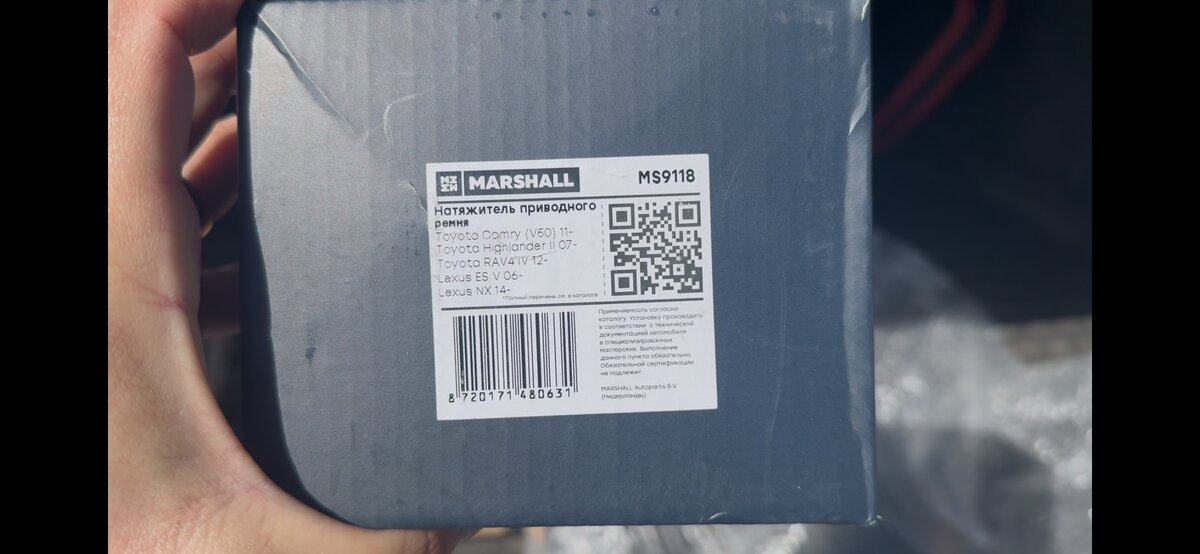 MARSHALL
MS9118
Натяжитель приводного
ремня
Toyota Camry (V60) 11-
Toyota Highlander II 07-
Toyota RAV4 IV 12-
Lexus ES V 06-
Lexus NX 14-
*Полный перечень см. в каталоге
Применяемость согласно
каталогу. Установку производить
в соответствии с технической
документацией автомобиля
в специализированных
мастерских. Выполнение
данного пункта обязательно.
Обязательной сертификации
не подлежит.
MARSHALL Autoparts B.V.
(Нидерланды)
8 720171 480631